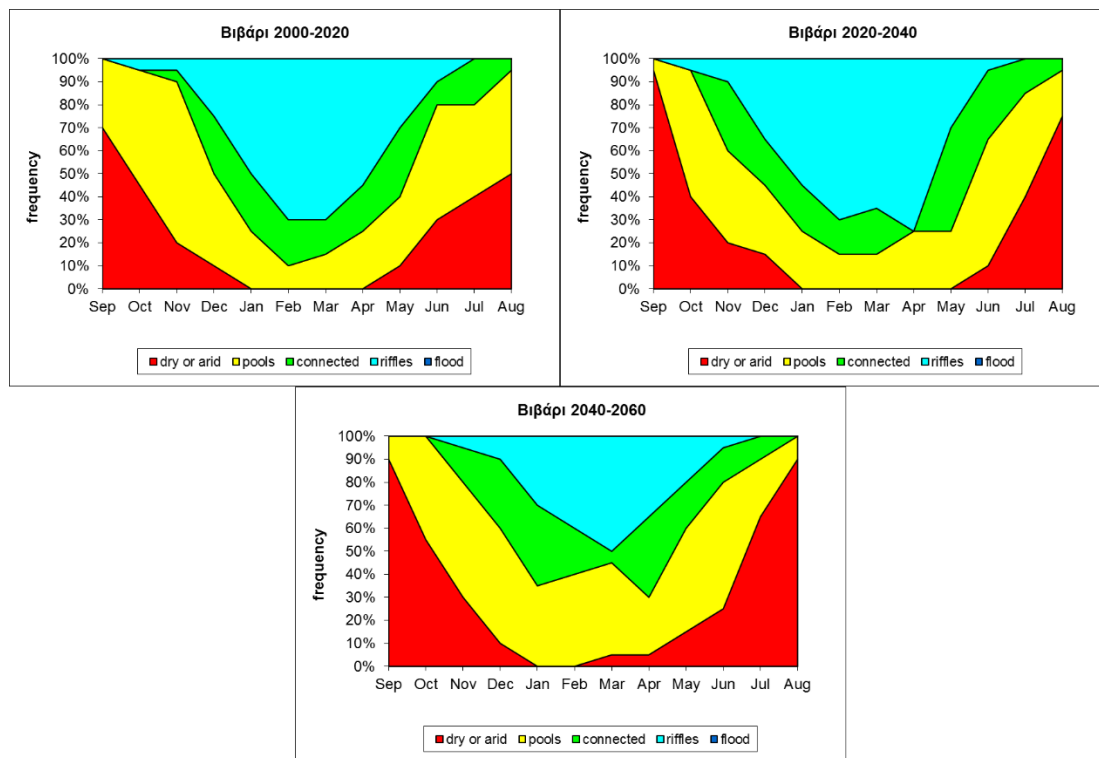 Βιβάρι 2000-2020
100%
90%
80%
70%
60%
50%
40%
30%
20%
10%
0%
frequency
Sep Oct Nov Dec Jan Feb Mar Apr May Jun Jul Aug
dry or arid pools connected riffles flood
Βιβάρι 2020-2040
100%
90%
80%
70%
60%
50%
40%
30%
20%
10%
0%
frequency
Sep Oct Nov Dec Jan Feb Mar Apr May Jun Jul Aug
dry or arid pools connected riffles flood
Βιβάρι 2040-2060
100%
90%
80%
70%
60%
50%
40%
30%
20%
10%
0%
frequency
Sep Oct Nov Dec Jan Feb Mar Apr May Jun Jul Aug
dry or arid pools connected riffles flood